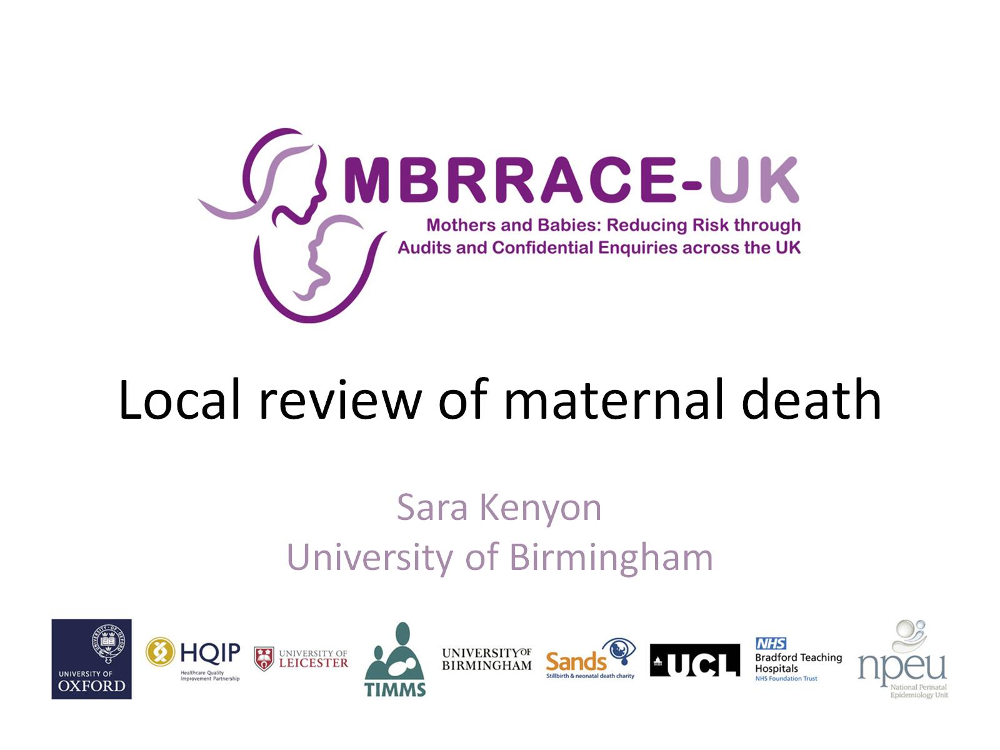 MBRRACE-UK
Mothers and Babies: Reducing Risk through
Audits and Confidential Enquiries across the UK
Local review of maternal death
Sara Kenyon
University of Birmingham
UNIVERSITY OF
OXFORD
HQIP
Healthcare Quality
Improvement Partnership
UNIVERSITY OF
LEICESTER
TIMMS
UNIVERSITY OF
BIRMINGHAM
Sands
Stillbirth & neonatal death charity
UCL
NHS
Bradford Teaching
Hospitals
NHS Foundation Trust
npeu
National Perinatal
Epidemiology Unit